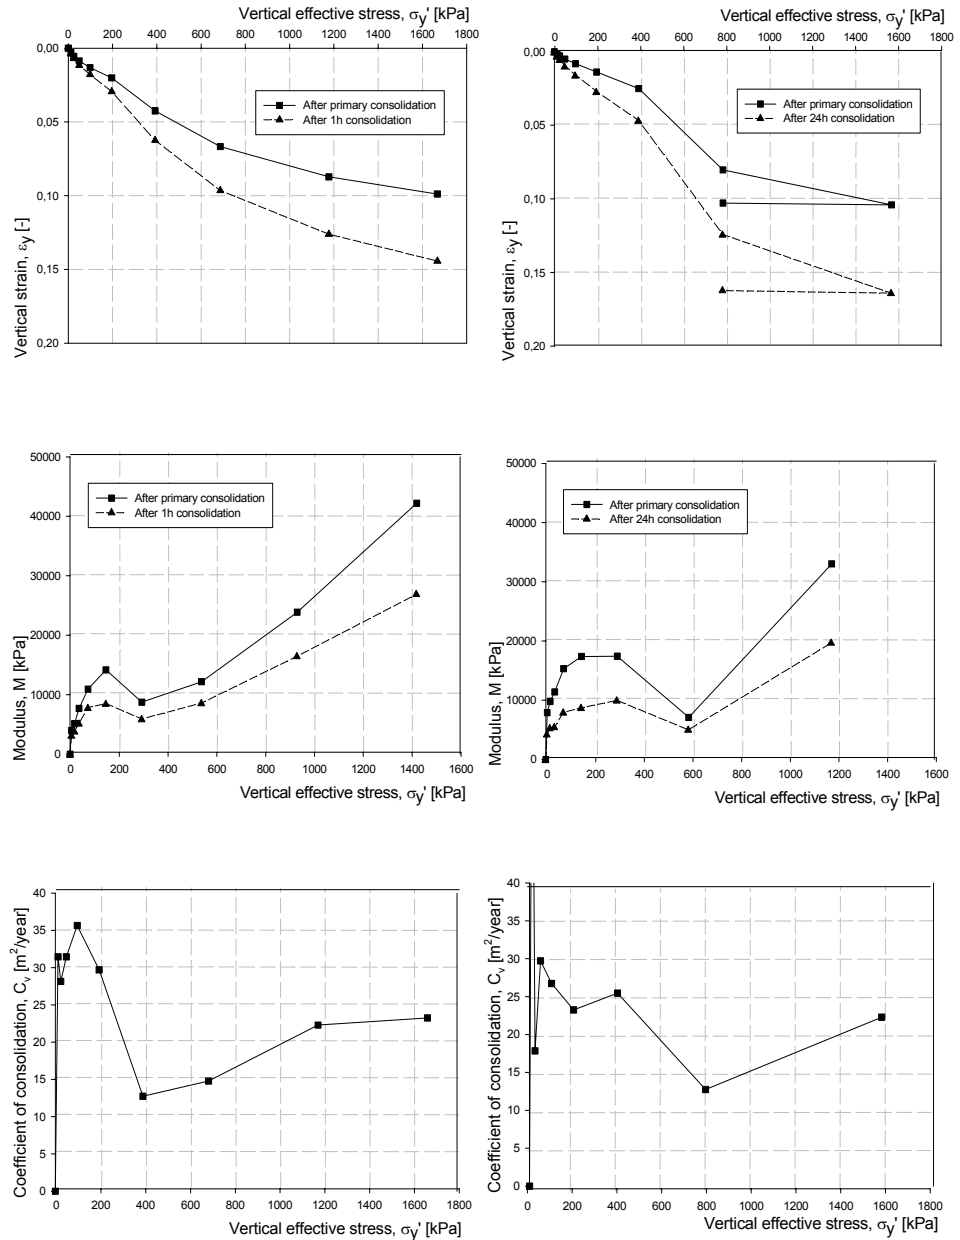 Vertical effective stress, σy' [kPa]
0 200 400 600 800 1000 1200 1400 1600 1800
0,00
0,05
0,10
0,15
0,20
Vertical strain, εy [-]
After primary consolidation
After 1h consolidation
Vertical effective stress, σy' [kPa]
0 200 400 600 800 1000 1200 1400 1600 1800
0,00
0,05
0,10
0,15
0,20
Vertical strain, εy [-]
After primary consolidation
After 24h consolidation
50000
40000
30000
20000
10000
0
Modulus, M [kPa]
After primary consolidation
After 1h consolidation
0 200 400 600 800 1000 1200 1400 1600
Vertical effective stress, σy' [kPa]
50000
40000
30000
20000
10000
0
Modulus, M [kPa]
After primary consolidation
After 24h consolidation
0 200 400 600 800 1000 1200 1400 1600
Vertical effective stress, σy' [kPa]
40
35
30
25
20
15
10
5
0
Coefficient of consolidation, Cv [m²/year]
0 200 400 600 800 1000 1200 1400 1600 1800
Vertical effective stress, σy' [kPa]
40
35
30
25
20
15
10
5
0
Coefficient of consolidation, Cv [m²/year]
0 200 400 600 800 1000 1200 1400 1600 1800
Vertical effective stress, σy' [kPa]